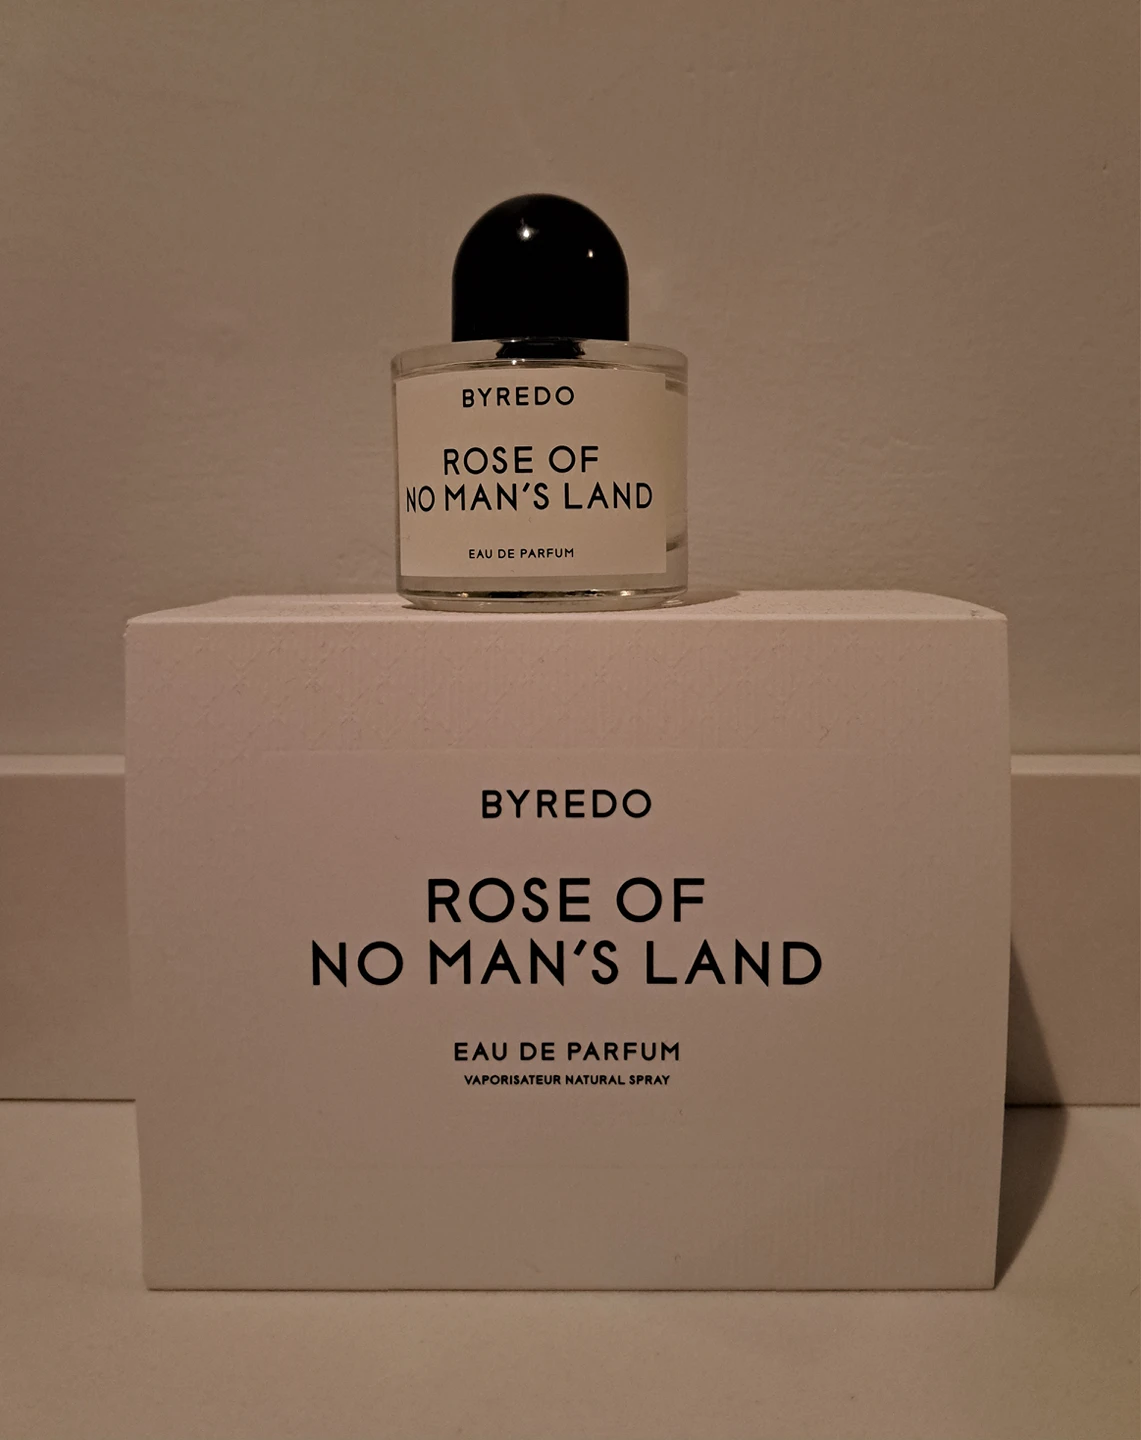 BYREDO
ROSE OF
NO MAN'S LAND
EAU DE PARFUM
BYREDO
ROSE OF
NO MAN'S LAND
EAU DE PARFUM
VAPORISATEUR NATURAL SPRAY